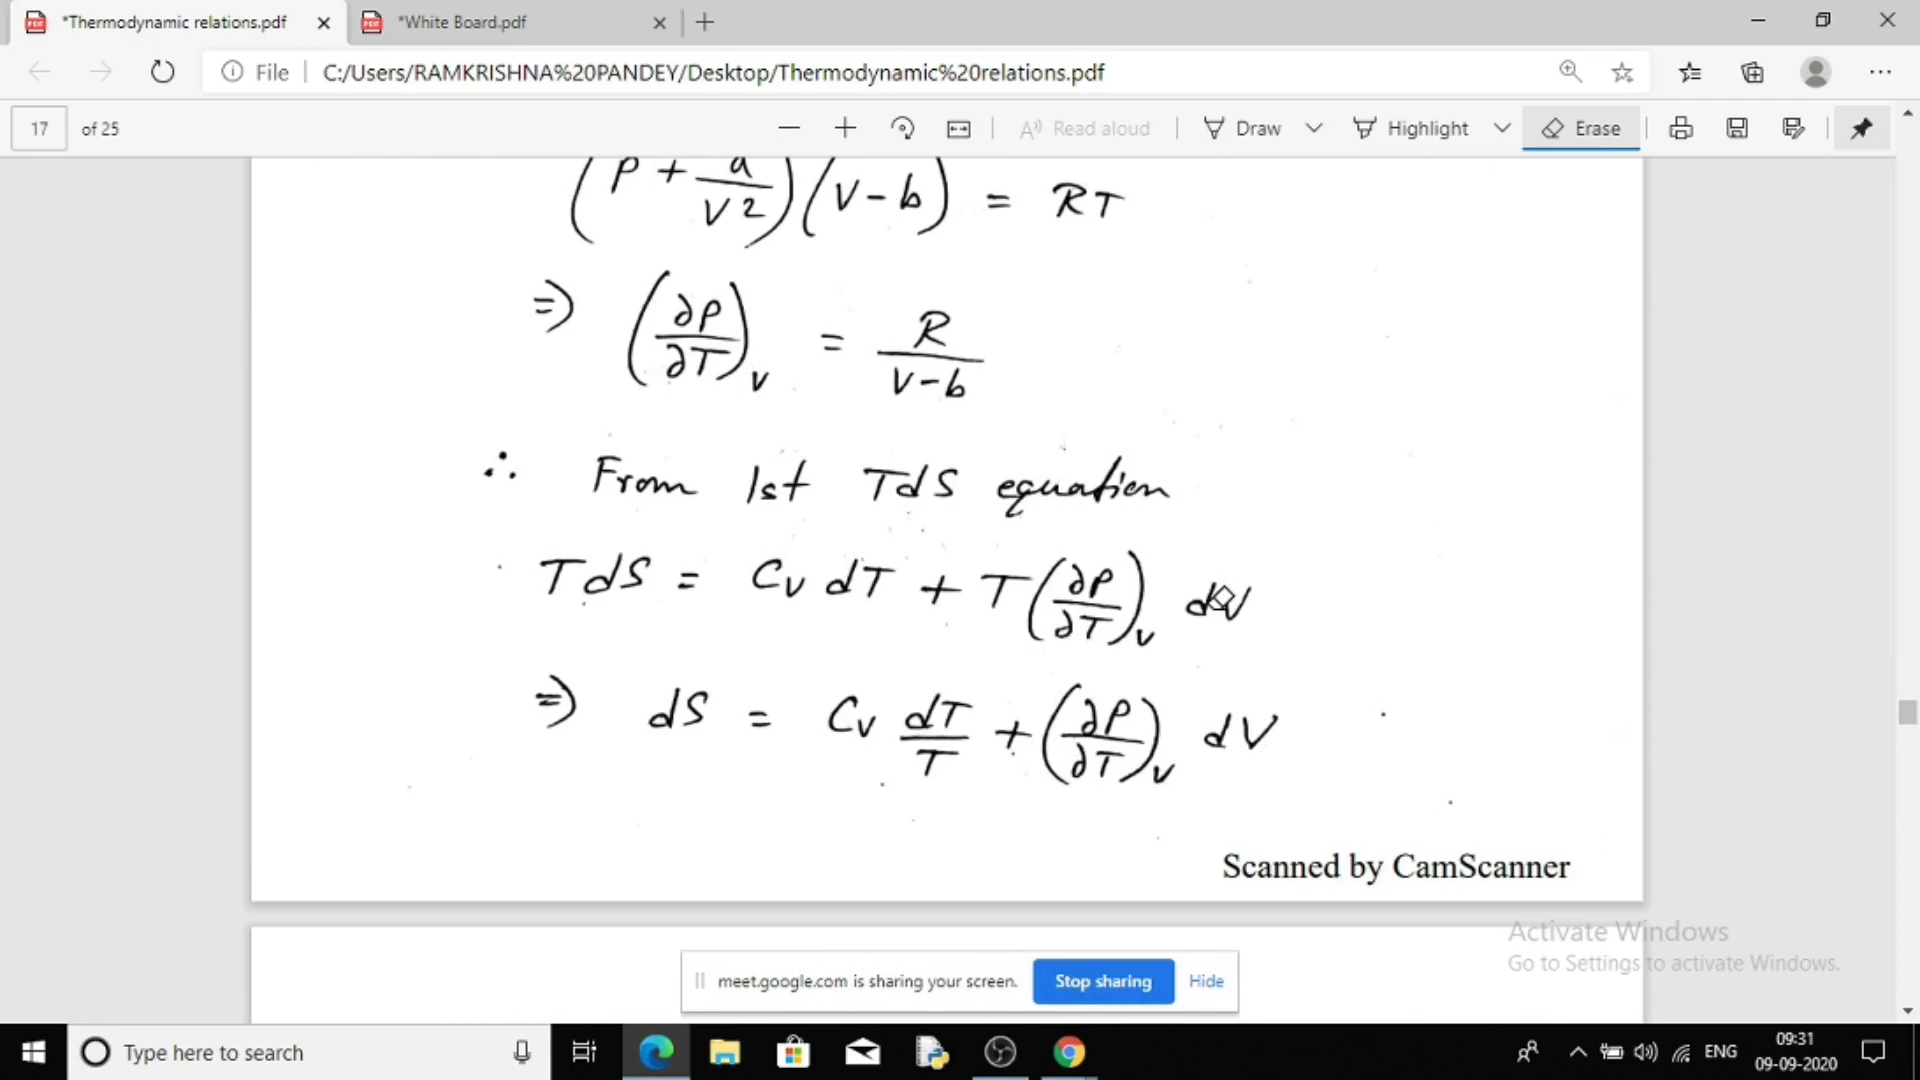 *Thermodynamic relations.pdf
*White Board.pdf
File
C:/Users/RAMKRISHNA%20PANDEY/Desktop/Thermodynamic%20relations.pdf
17 of 25
Read aloud
Draw
Highlight
Erase
(P + a/V2)(V-b) = RT
=> (∂P/∂T)V = R/(V-b)
∴ From 1st TdS equation
TdS = CV dT + T(∂P/∂T)V dV
=> dS = CV dT/T + (∂P/∂T)V dV
Scanned by CamScanner
Activate Windows
Go to Settings to activate Windows.
meet.google.com is sharing your screen.
Stop sharing
Hide
Type here to search
ENG
09:31
09-09-2020